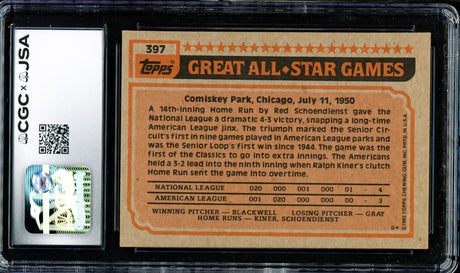 CGC × JSA
397
Topps
GREAT ALL★STAR GAMES
Comiskey Park, Chicago, July 11, 1950
A 14th-inning Home Run by Red Schoendienst gave the
National League a dramatic 4-3 victory, snapping a long-time
American League jinx. The triumph marked the Senior Cir-
cuit's first in nine games played in American League parks and
was the Senior Loop's first win since 1944. The game was the
first of the Classics to go into extra innings. The Americans
held a 3-2 lead into the ninth inning when Ralph Kiner's clutch
Home Run sent the game into overtime.
NATIONAL LEAGUE 020 000 001 000 01 - 4
AMERICAN LEAGUE 001 020 000 000 00 - 3
WINNING PITCHER — BLACKWELL LOSING PITCHER — GRAY
HOME RUNS — KINER, SCHOENDIENST